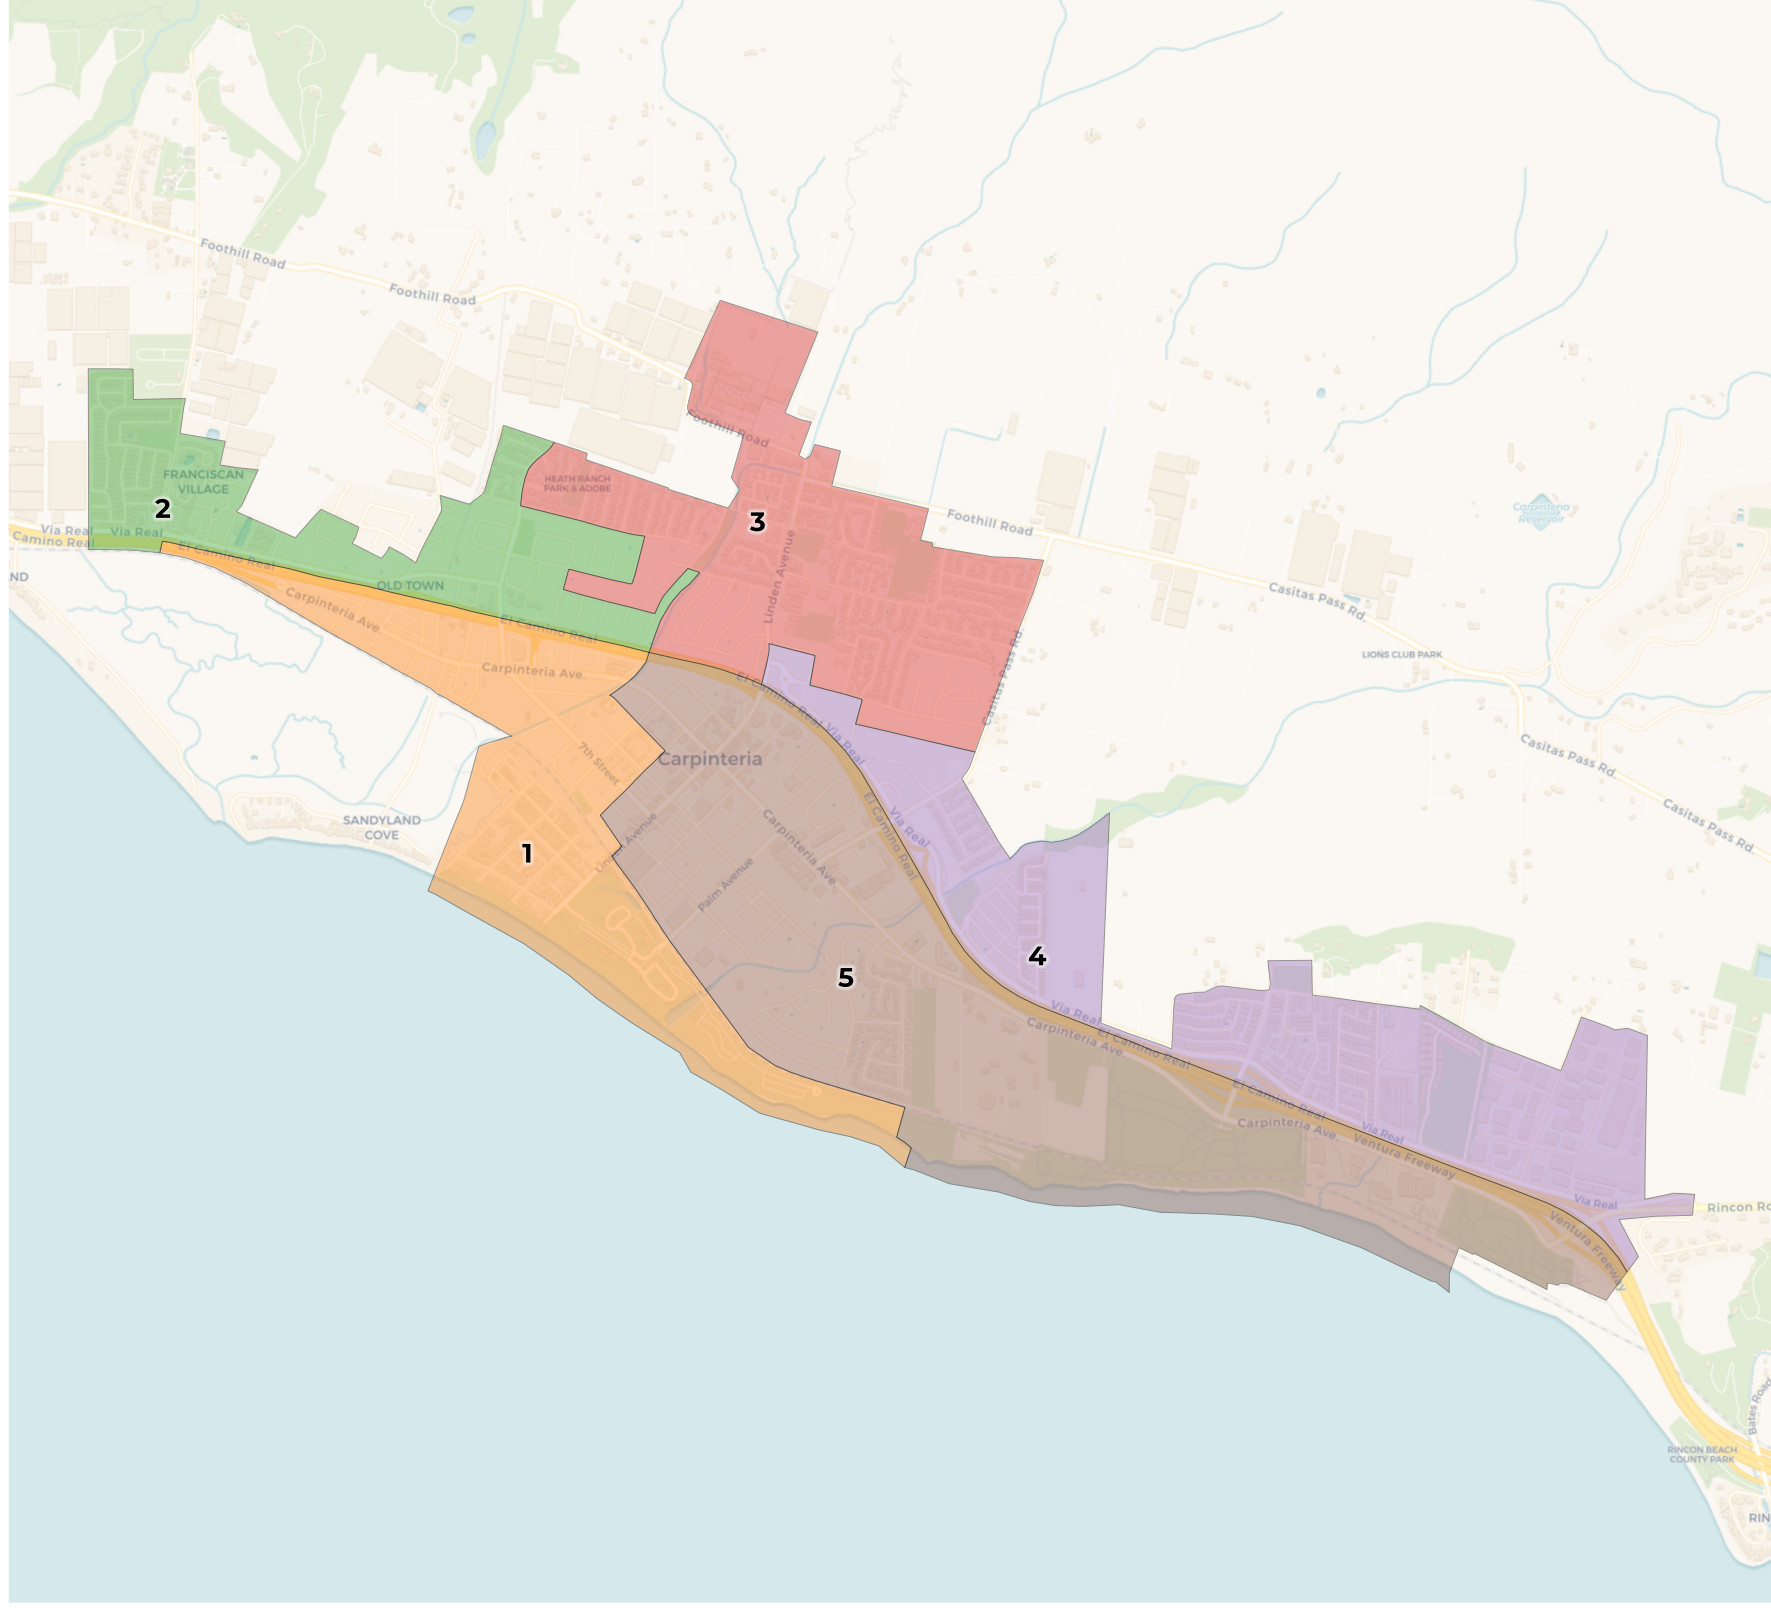 Foothill Road
Foothill Road
Foothill Road
FRANCISCAN
VILLAGE
HEATH RANCH
PARK & ADOBE
2
3
Via Real
Via Real
Camino Real
El Camino Real
Foothill Road
Carpinteria
Reservoir
ND
OLD TOWN
Linden Avenue
Carpinteria Ave.
El Camino Real
Casitas Pass Rd.
Casitas Pass Rd.
LIONS CLUB PARK
Carpinteria Ave.
El Camino Real
Via Real
7th Street
Carpinteria
Casitas Pass Rd.
Casitas Pass Rd.
SANDYLAND
COVE
1
Linden Avenue
Palm Avenue
Carpinteria Ave.
El Camino Real
Via Real
4
5
Via Real
Carpinteria Ave.
El Camino Real
El Camino Real
Carpinteria Ave.
Via Real
Ventura Freeway
Via Real
Rincon Ro
Ventura Freeway
Bates Road
RINCON BEACH
COUNTY PARK
RIN